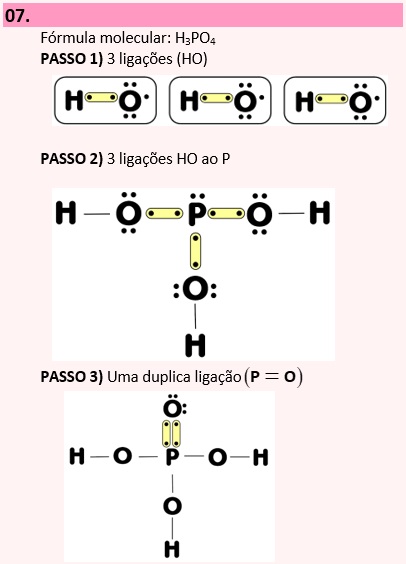 07.
Fórmula molecular: H₃PO₄
PASSO 1) 3 ligações (HO)
H O H O H O
PASSO 2) 3 ligações HO ao P
H — O P O — H
O
H
PASSO 3) Uma duplica ligação (P = O)
O
H — O — P — O — H
O
H